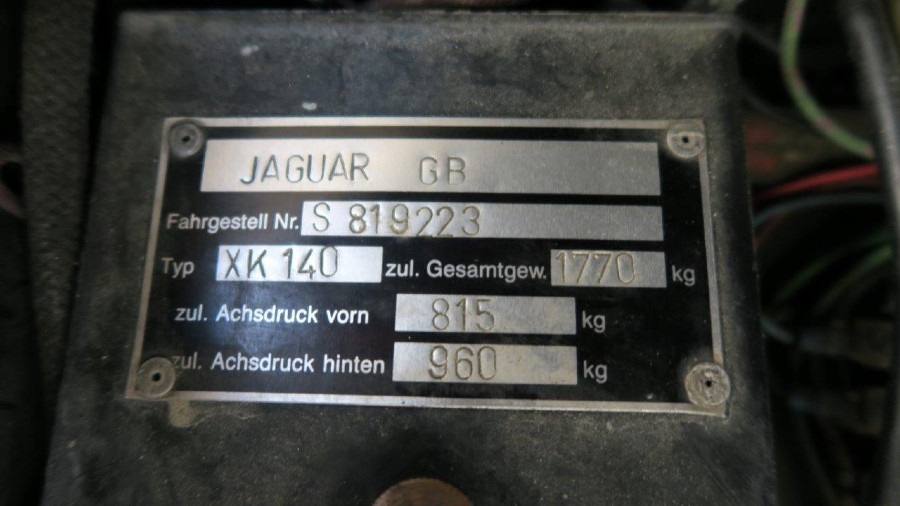 JAGUAR GB
Fahrgestell Nr. S 819223
Typ XK 140 zul. Gesamtgew. 1770 kg
zul. Achsdruck vorn 815 kg
zul. Achsdruck hinten 960 kg